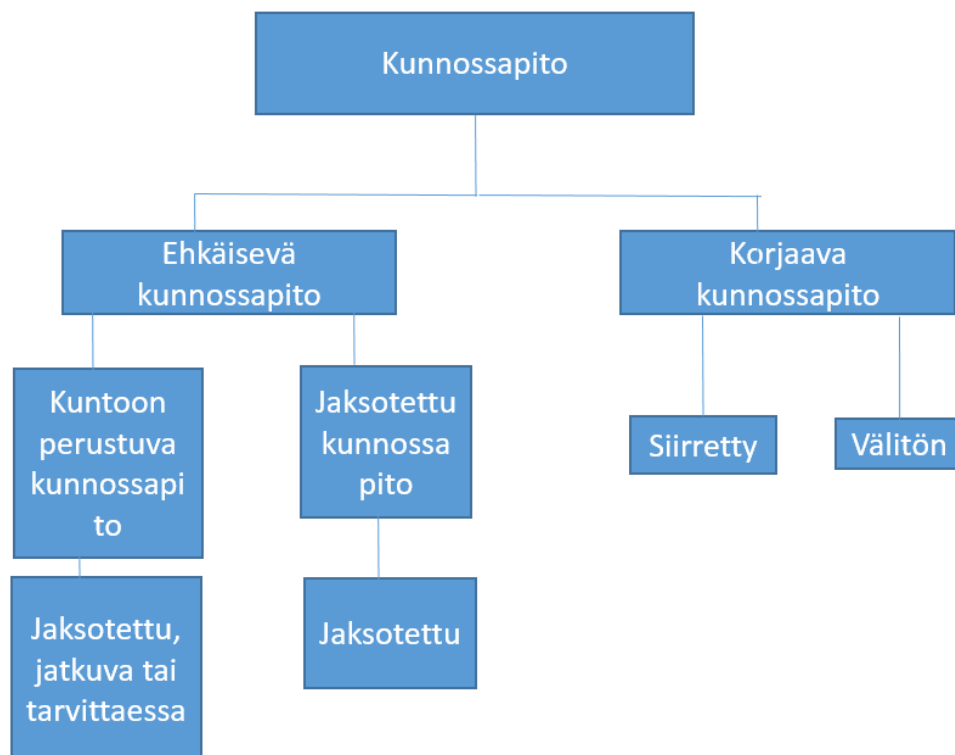 Kunnossapito
Ehkäisevä
kunnossapito
Korjaava
kunnossapito
Kuntoon
perustuva
kunnossapi
to
Jaksotettu
kunnossa
pito
Siirretty
Välitön
Jaksotettu,
jatkuva tai
tarvittaessa
Jaksotettu